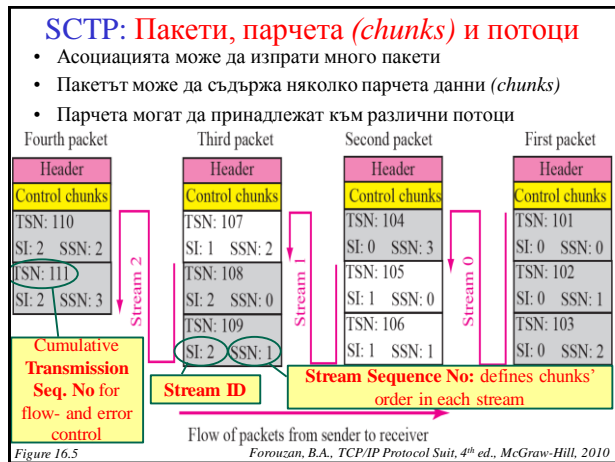 SCTP: Пакети, парчета (chunks) и потоци
• Асоциацията може да изпрати много пакети
• Пакетът може да съдържа няколко парчета данни (chunks)
• Парчета могат да принадлежат към различни потоци
Fourth packet
Header
Control chunks
TSN: 110
SI: 2 SSN: 2
TSN: 111
SI: 2 SSN: 3
Stream 2
Third packet
Header
Control chunks
TSN: 107
SI: 1 SSN: 2
TSN: 108
SI: 2 SSN: 0
TSN: 109
SI: 2 SSN: 1
Stream 1
Second packet
Header
Control chunks
TSN: 104
SI: 0 SSN: 3
TSN: 105
SI: 1 SSN: 0
TSN: 106
SI: 1 SSN: 1
Stream 0
First packet
Header
Control chunks
TSN: 101
SI: 0 SSN: 0
TSN: 102
SI: 0 SSN: 1
TSN: 103
SI: 0 SSN: 2
Cumulative
Transmission
Seq. No for
flow- and error
control
Stream ID
Stream Sequence No: defines chunks'
order in each stream
Flow of packets from sender to receiver
Figure 16.5
Forouzan, B.A., TCP/IP Protocol Suit, 4th ed., McGraw-Hill, 2010